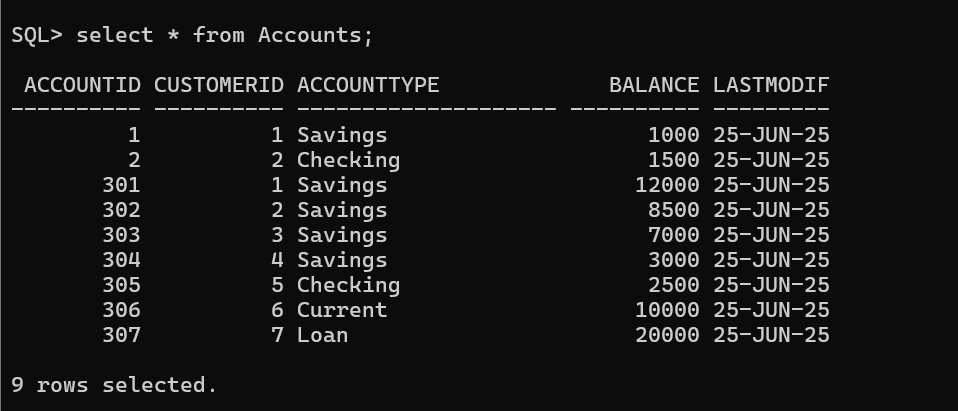 SQL> select * from Accounts;
 ACCOUNTID CUSTOMERID ACCOUNTTYPE             BALANCE LASTMODIF
---------- ---------- -------------------- ---------- ---------
         1          1 Savings                    1000 25-JUN-25
         2          2 Checking                   1500 25-JUN-25
       301          1 Savings                   12000 25-JUN-25
       302          2 Savings                    8500 25-JUN-25
       303          3 Savings                    7000 25-JUN-25
       304          4 Savings                    3000 25-JUN-25
       305          5 Checking                   2500 25-JUN-25
       306          6 Current                   10000 25-JUN-25
       307          7 Loan                      20000 25-JUN-25
9 rows selected.